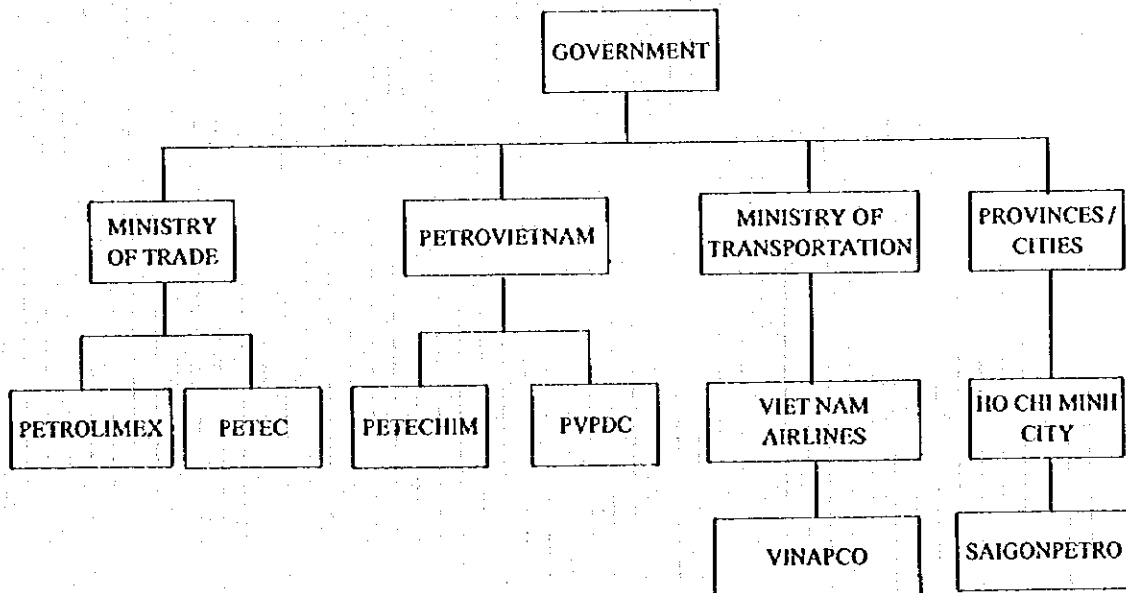 GOVERNMENT
MINISTRY
OF TRADE
PETROVIETNAM
MINISTRY OF
TRANSPORTATION
PROVINCES /
CITIES
PETROLIMEX
PETEC
PETECHIM
PVPDC
VIET NAM
AIRLINES
HO CHI MINH
CITY
VINAPCO
SAIGONPETRO